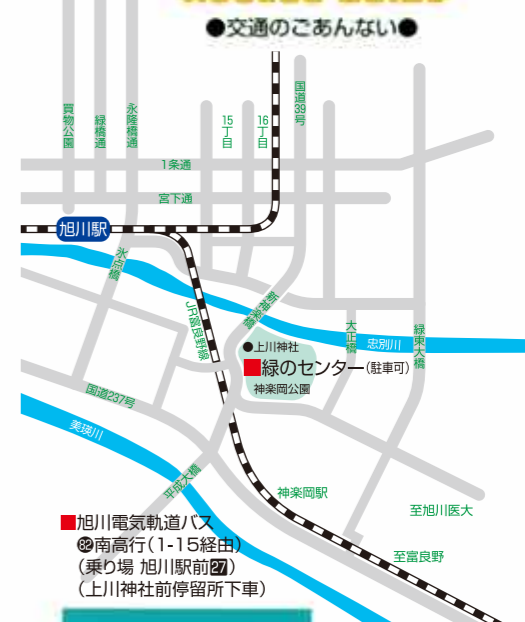 ●交通のごあんない●
国道39号
買物公園
緑橋通
永隆橋通
15丁目
16丁目
1条通
宮下通
旭川駅
氷点橋
新神楽橋
JR富良野線
大正橋
忠別川
緑東大橋
●上川神社
■緑のセンター(駐車可)
神楽岡公園
国道237号
美瑛川
平成大橋
神楽岡駅
至旭川医大
至富良野
■旭川電気軌道バス
82南高行(1-15経由)
(乗り場 旭川駅前27)
(上川神社前停留所下車)